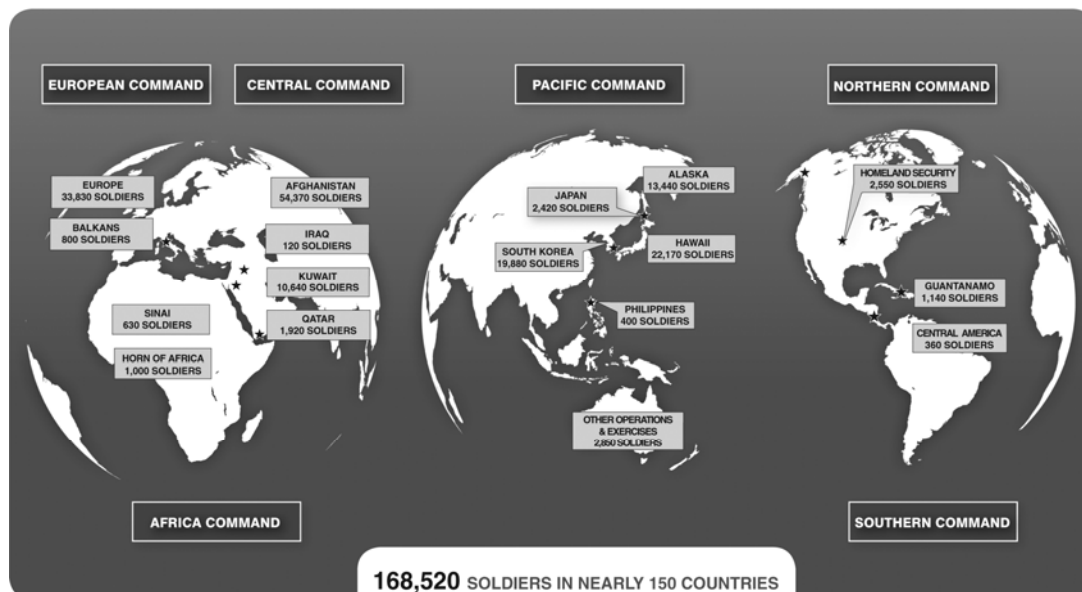 EUROPEAN COMMAND
CENTRAL COMMAND
PACIFIC COMMAND
NORTHERN COMMAND
EUROPE
33,830 SOLDIERS
BALKANS
800 SOLDIERS
AFGHANISTAN
54,370 SOLDIERS
IRAQ
120 SOLDIERS
KUWAIT
10,640 SOLDIERS
QATAR
1,920 SOLDIERS
SINAI
630 SOLDIERS
HORN OF AFRICA
1,000 SOLDIERS
ALASKA
13,440 SOLDIERS
JAPAN
2,420 SOLDIERS
SOUTH KOREA
19,880 SOLDIERS
HAWAII
22,170 SOLDIERS
PHILIPPINES
400 SOLDIERS
OTHER OPERATIONS
& EXERCISES
2,850 SOLDIERS
HOMELAND SECURITY
2,550 SOLDIERS
GUANTANAMO
1,140 SOLDIERS
CENTRAL AMERICA
360 SOLDIERS
AFRICA COMMAND
SOUTHERN COMMAND
168,520 SOLDIERS IN NEARLY 150 COUNTRIES